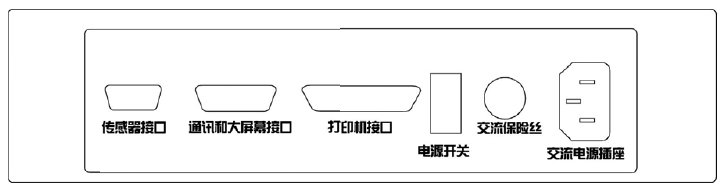 传感器接口
通讯和大屏幕接口
打印机接口
电源开关
交流保险丝
交流电源插座